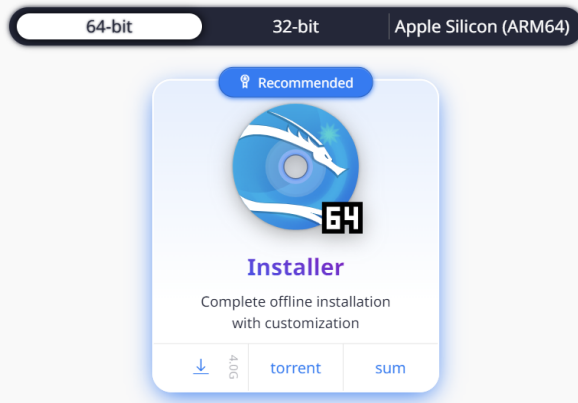 64-bit 32-bit Apple Silicon (ARM64)
Recommended
64
Installer
Complete offline installation
with customization
4.0G torrent sum